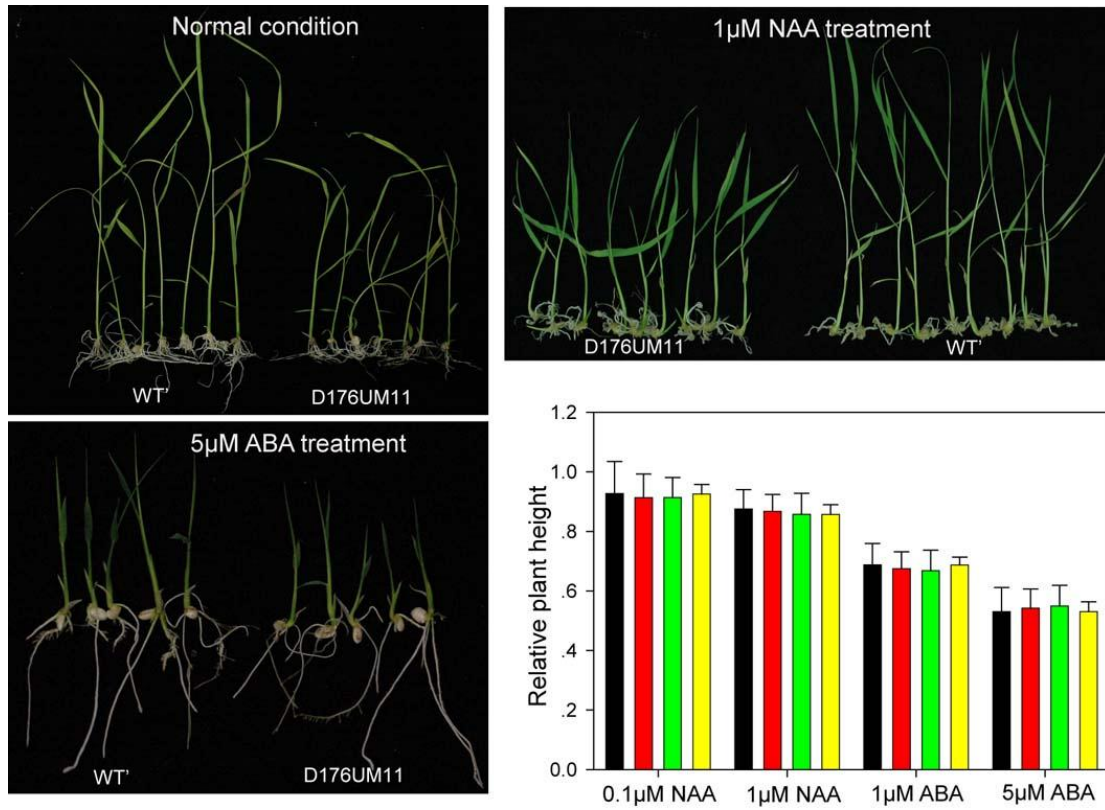 Normal condition
WT'
D176UM11
1µM NAA treatment
D176UM11
WT'
5µM ABA treatment
WT'
D176UM11
Relative plant height
1.2
1.0
.8
.6
.4
.2
0.0
0.1µM NAA
1µM NAA
1µM ABA
5µM ABA